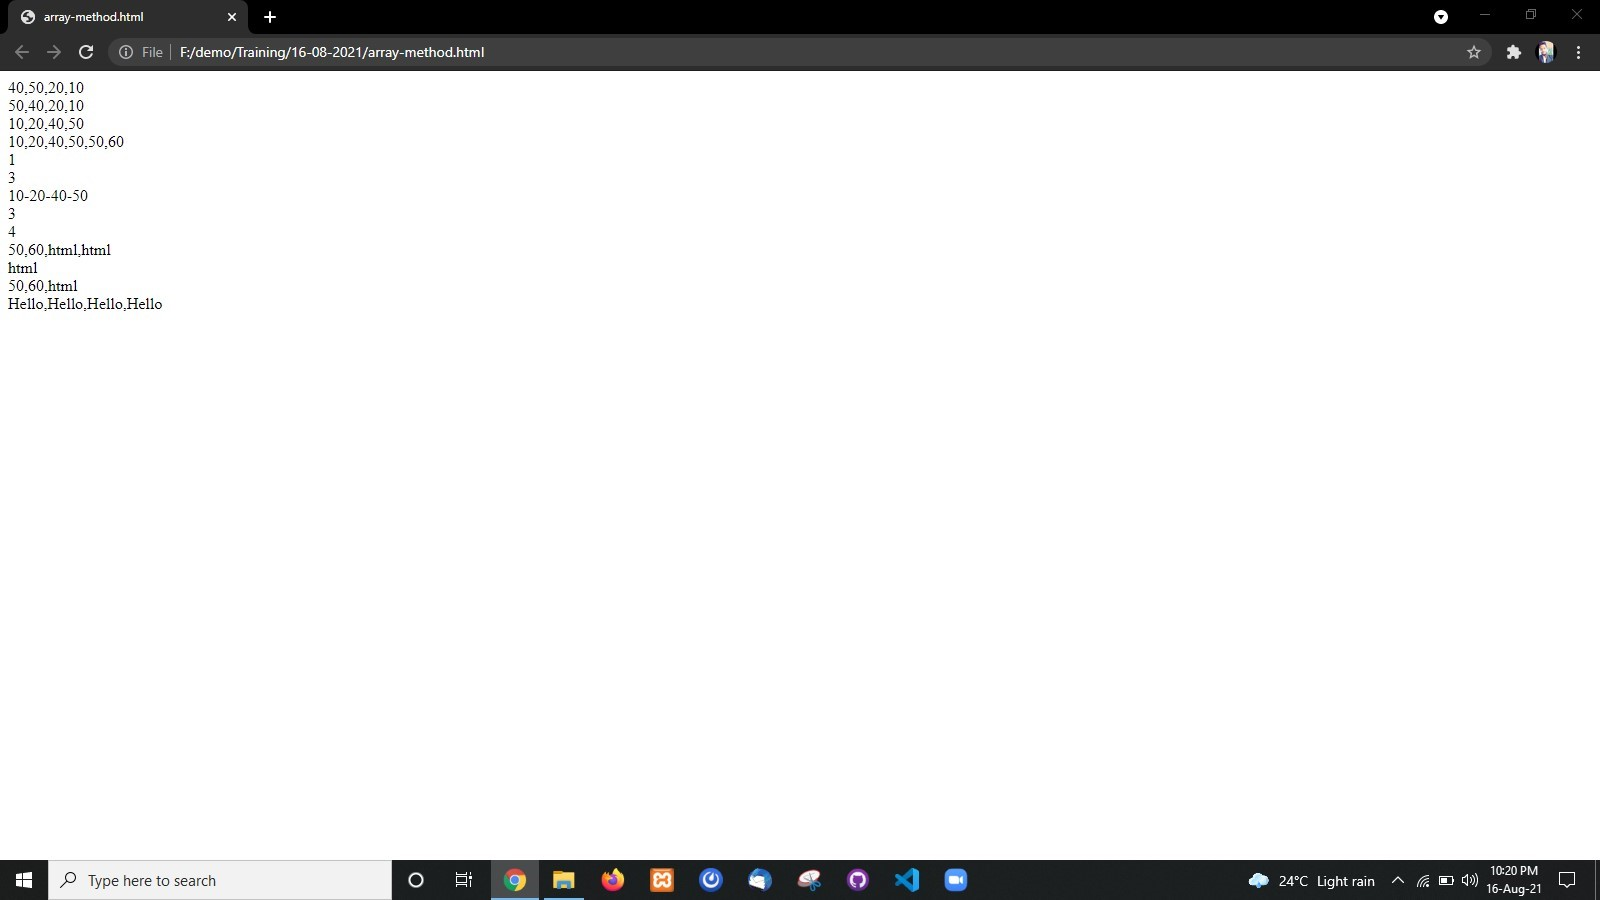 array-method.html
File F:/demo/Training/16-08-2021/array-method.html
40,50,20,10
50,40,20,10
10,20,40,50
10,20,40,50,50,60
1
3
10-20-40-50
3
4
50,60,html,html
html
50,60,html
Hello,Hello,Hello,Hello
Type here to search
24°C Light rain
10:20 PM
16-Aug-21